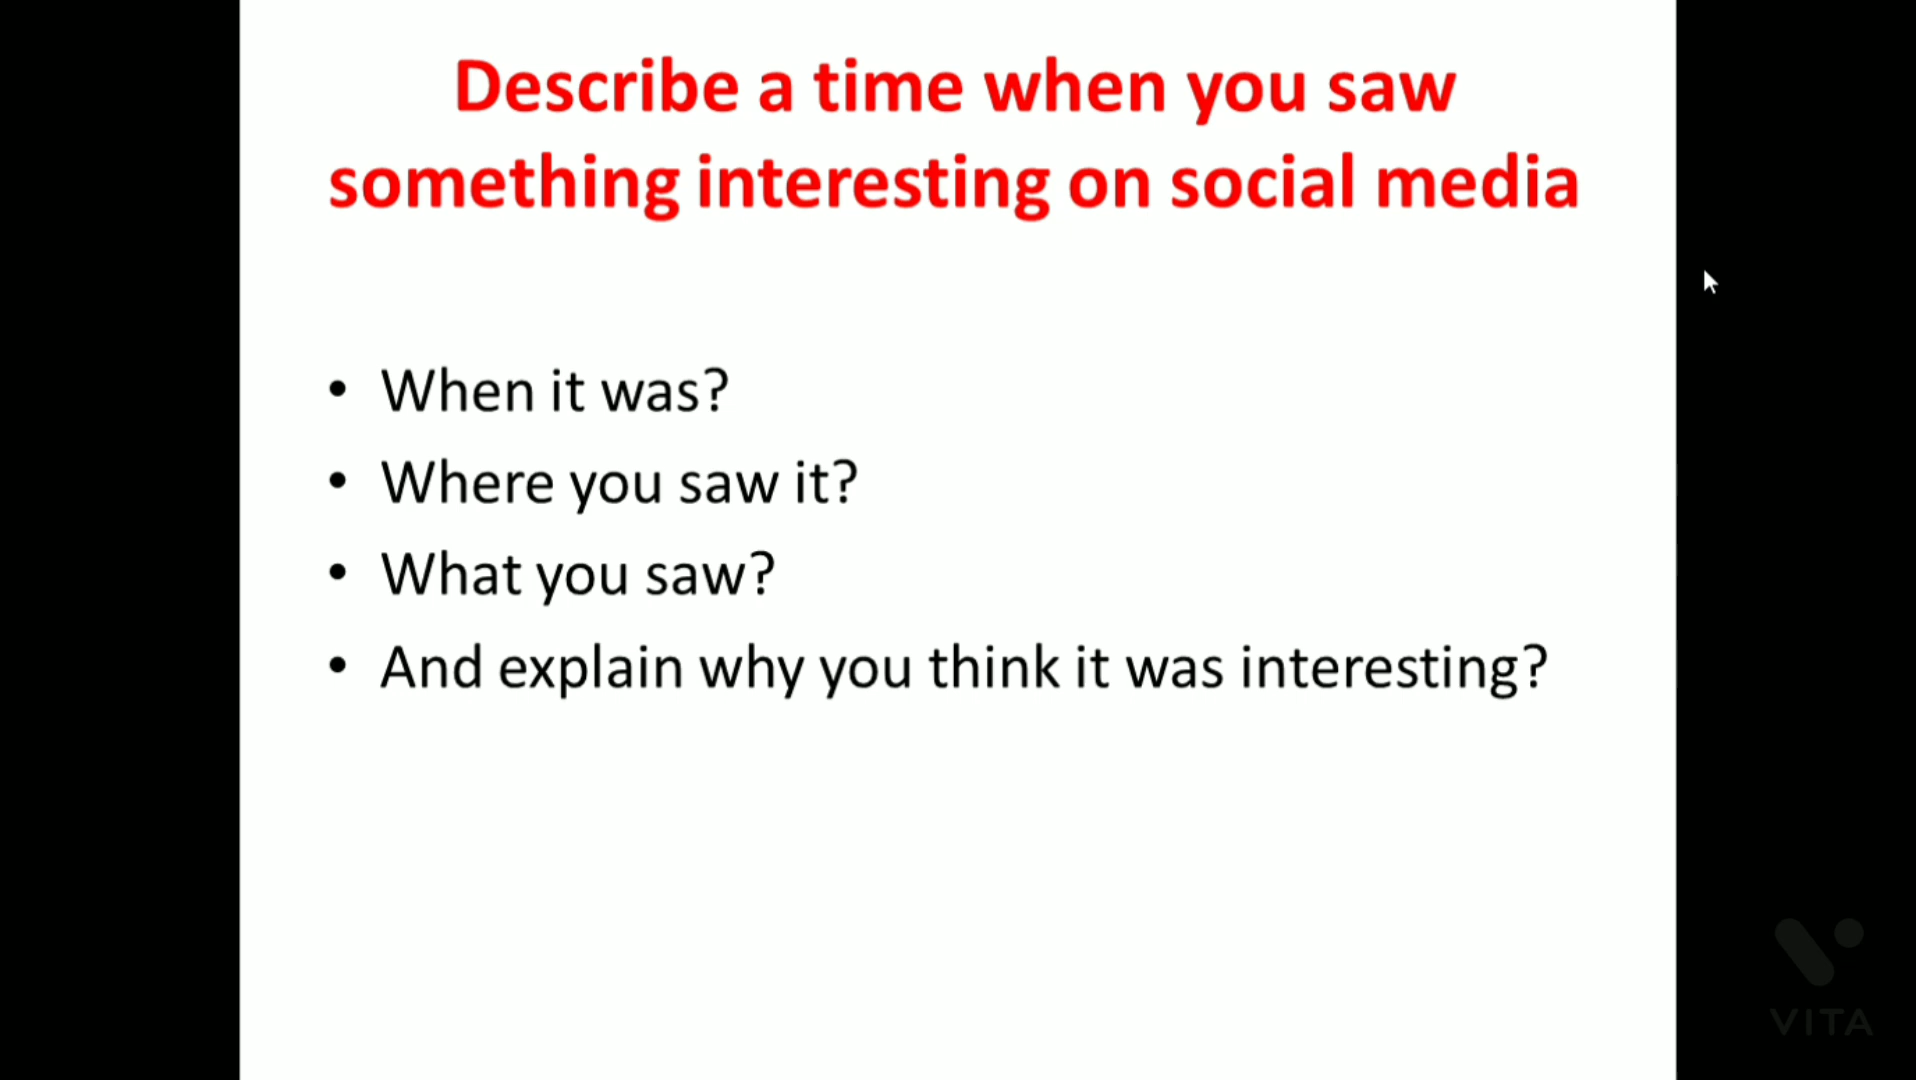 Describe a time when you saw
something interesting on social media
• When it was?
• Where you saw it?
• What you saw?
• And explain why you think it was interesting?
VITA